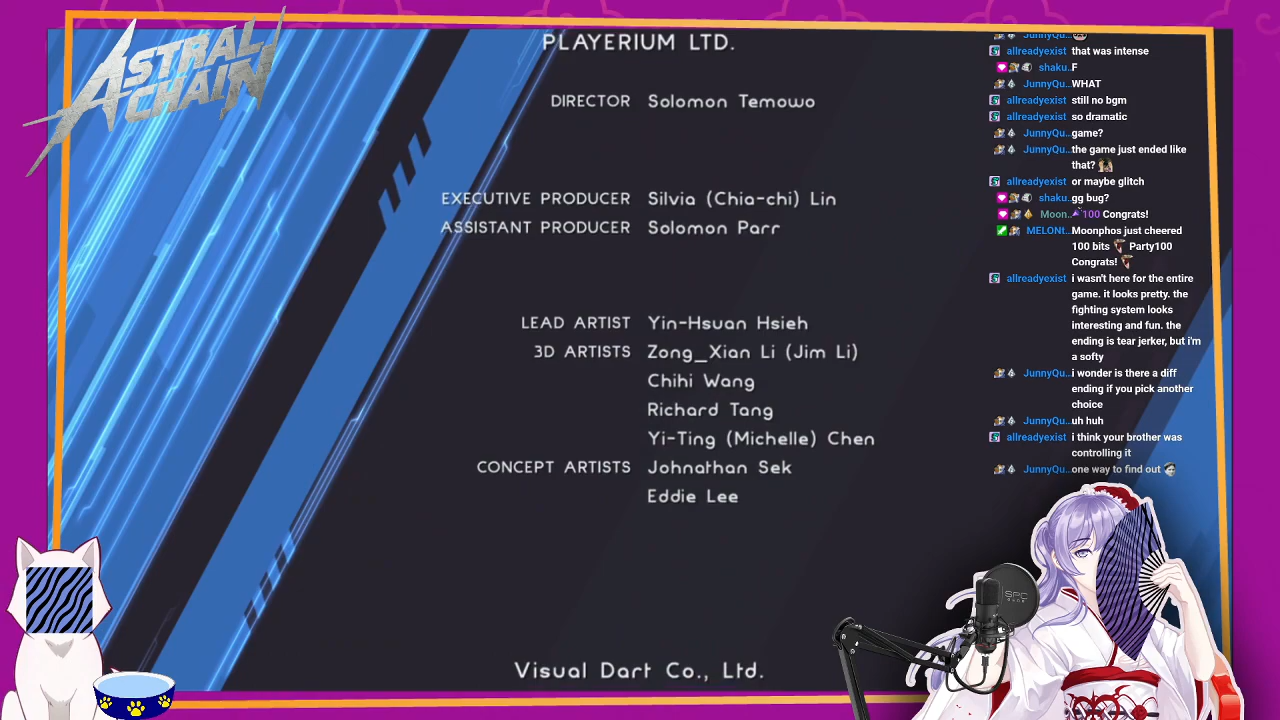 ASTRAL
CHAIN
PLAYERIUM LTD.
DIRECTOR Solomon Temowo
EXECUTIVE PRODUCER Silvia (Chia-chi) Lin
ASSISTANT PRODUCER Solomon Parr
LEAD ARTIST Yin-Hsuan Hsieh
3D ARTISTS Zong_Xian Li (Jim Li)
Chihi Wang
Richard Tang
Yi-Ting (Michelle) Chen
CONCEPT ARTISTS Johnathan Sek
Eddie Lee
Visual Dart Co., Ltd.
JunnyQu..
allreadyexist that was intense
shaku.. F
JunnyQu.. WHAT
allreadyexist still no bgm
allreadyexist so dramatic
JunnyQu.. game?
JunnyQu.. the game just ended like
that?
allreadyexist or maybe glitch
shaku.. gg bug?
Moon.. 100 Congrats!
MELONt.. Moonphos just cheered
100 bits Party100
Congrats!
allreadyexist i wasn't here for the entire
game. it looks pretty. the
fighting system looks
interesting and fun. the
ending is tear jerker, but i'm
a softy
JunnyQu.. i wonder is there a diff
ending if you pick another
choice
JunnyQu.. uh huh
allreadyexist i think your brother was
controlling it
JunnyQu.. one way to find out
SPC